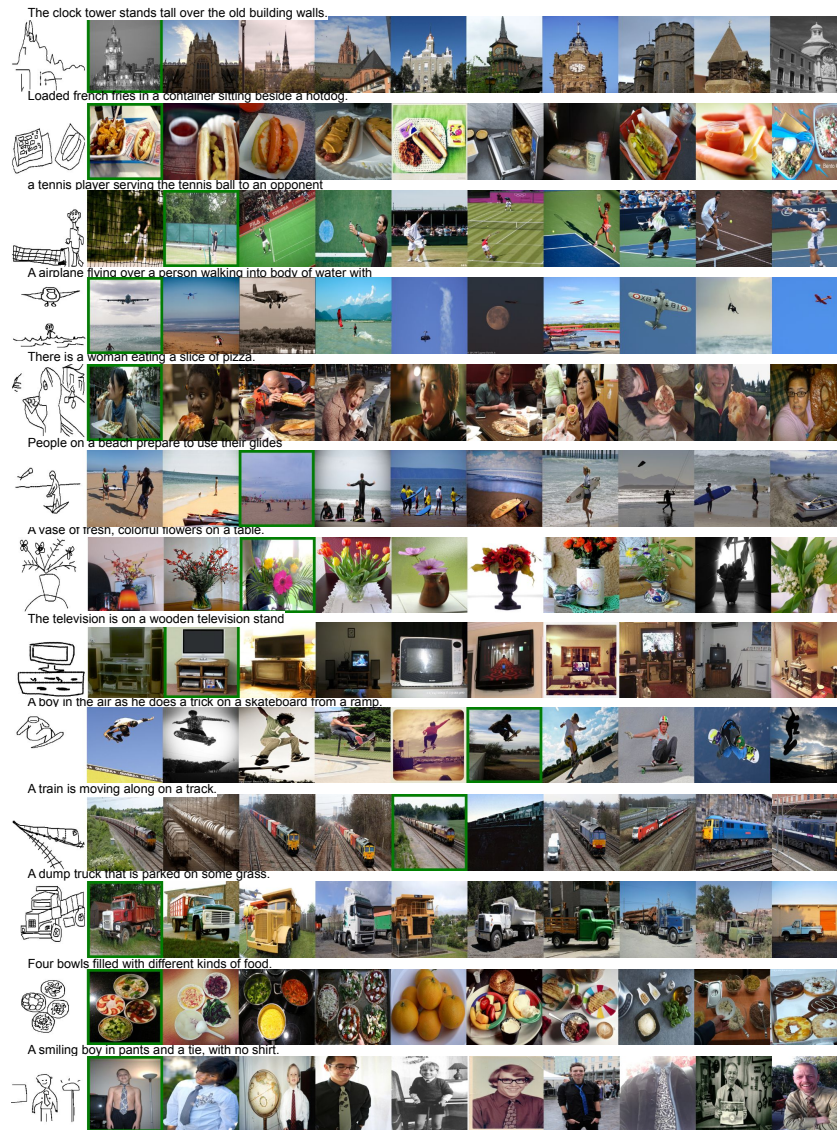 The clock tower stands tall over the old building walls.
Loaded french fries in a container sitting beside a hotdog.
a tennis player serving the tennis ball to an opponent
A airplane flying over a person walking into body of water with
There is a woman eating a slice of pizza.
People on a beach prepare to use their glides
A vase of fresh, colorful flowers on a table.
The television is on a wooden television stand
A boy in the air as he does a trick on a skateboard from a ramp.
A train is moving along on a track.
A dump truck that is parked on some grass.
Four bowls filled with different kinds of food.
A smiling boy in pants and a tie, with no shirt.